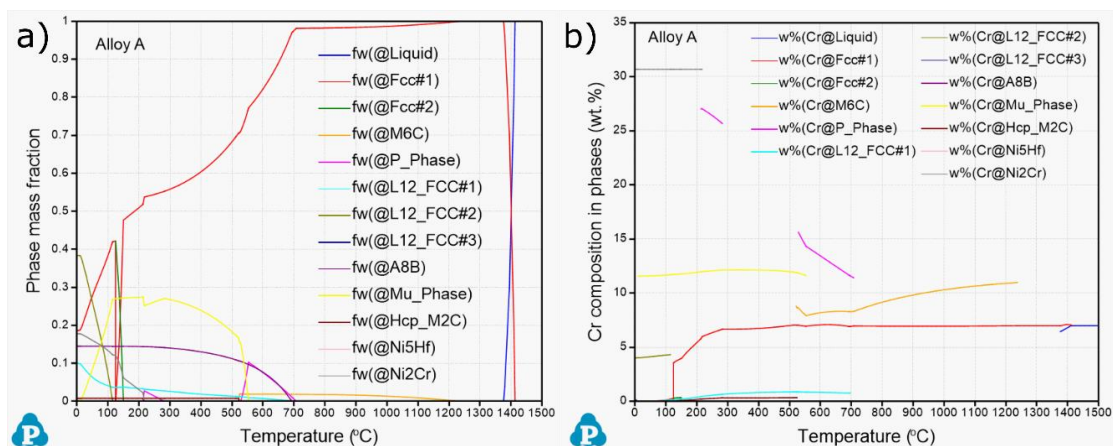 a)
Alloy A
Phase mass fraction
1
0.9
0.8
0.7
0.6
0.5
0.4
0.3
0.2
0.1
0
fw(@Liquid)
fw(@Fcc#1)
fw(@Fcc#2)
fw(@M6C)
fw(@P_Phase)
fw(@L12_FCC#1)
fw(@L12_FCC#2)
fw(@L12_FCC#3)
fw(@A8B)
fw(@Mu_Phase)
fw(@Hcp_M2C)
fw(@Ni5Hf)
fw(@Ni2Cr)
0 100 200 300 400 500 600 700 800 900 1000 1100 1200 1300 1400 1500
Temperature (°C)
P
b)
Alloy A
Cr composition in phases (wt.%)
35
30
25
20
15
10
5
0
w%(Cr@Liquid)
w%(Cr@Fcc#1)
w%(Cr@Fcc#2)
w%(Cr@M6C)
w%(Cr@P_Phase)
w%(Cr@L12_FCC#1)
w%(Cr@L12_FCC#2)
w%(Cr@L12_FCC#3)
w%(Cr@A8B)
w%(Cr@Mu_Phase)
w%(Cr@Hcp_M2C)
w%(Cr@Ni5Hf)
w%(Cr@Ni2Cr)
0 100 200 300 400 500 600 700 800 900 1000 1100 1200 1300 1400 1500
Temperature (°C)
P